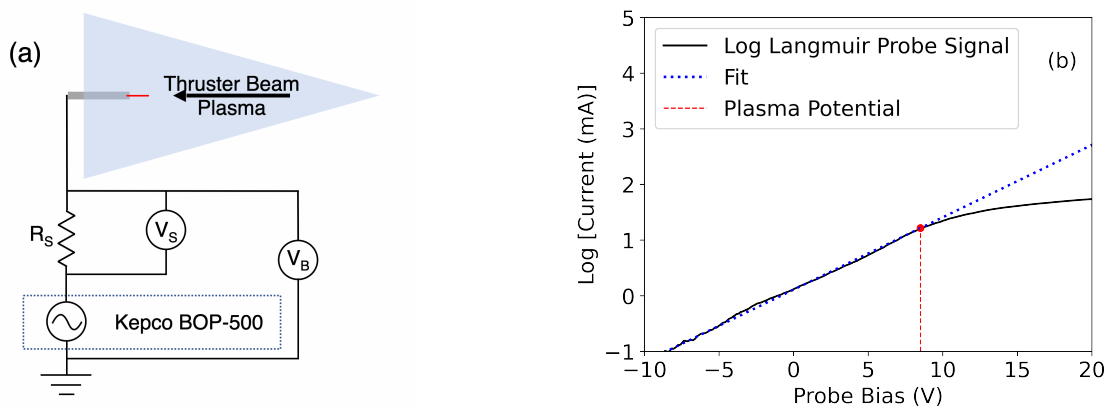 (a)
Thruster Beam
Plasma
R_S
V_S
V_B
Kepco BOP-500
(b)
Log Langmuir Probe Signal
Fit
Plasma Potential
Log [Current (mA)]
5
4
3
2
1
0
−1
−10
−5
0
5
10
15
20
Probe Bias (V)